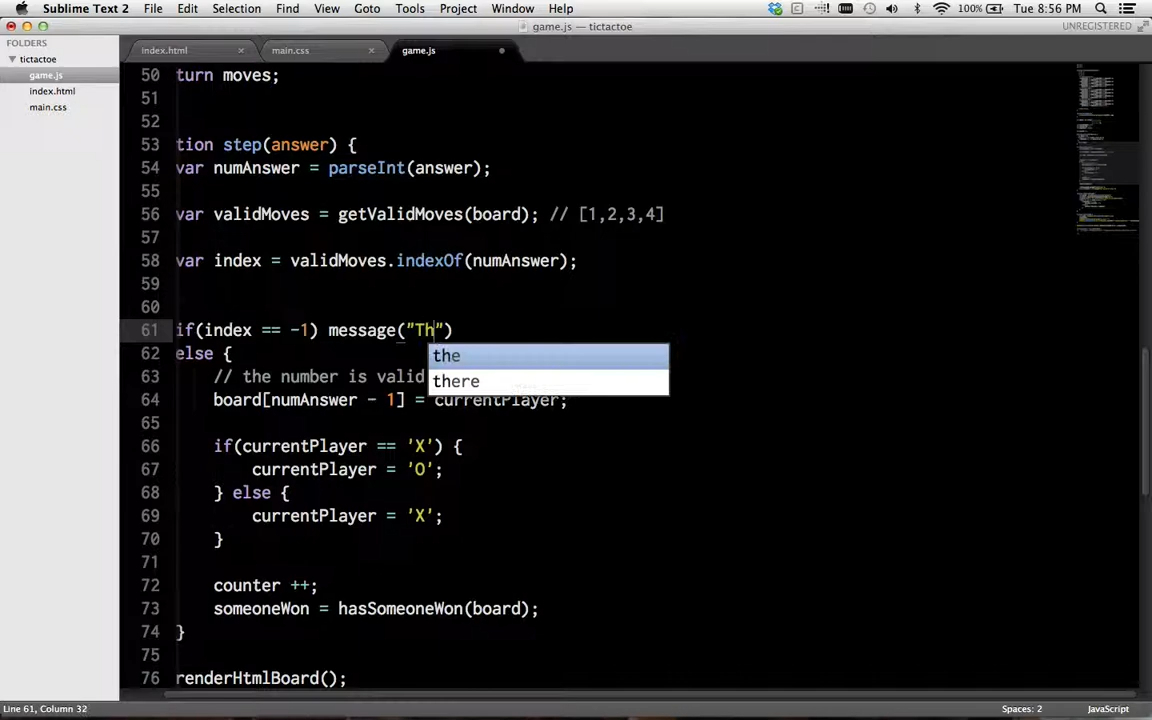 Sublime Text 2 File Edit Selection Find View Goto Tools Project Window Help 100% Tue 8:56 PM
game.js — tictactoe UNREGISTERED
FOLDERS
tictactoe
game.js
index.html
main.css
index.html × main.css × game.js
50 turn moves;
51
52
53 tion step(answer) {
54 var numAnswer = parseInt(answer);
55
56 var validMoves = getValidMoves(board); // [1,2,3,4]
57
58 var index = validMoves.indexOf(numAnswer);
59
60
61 if(index == -1) message("Th")
the
there
62 else {
63 // the number is valid
64 board[numAnswer - 1] = currentPlayer;
65
66 if(currentPlayer == 'X') {
67 currentPlayer = 'O';
68 } else {
69 currentPlayer = 'X';
70 }
71
72 counter ++;
73 someoneWon = hasSomeoneWon(board);
74 }
75
76 renderHtmlBoard();
Line 61, Column 32 Spaces: 2 JavaScript